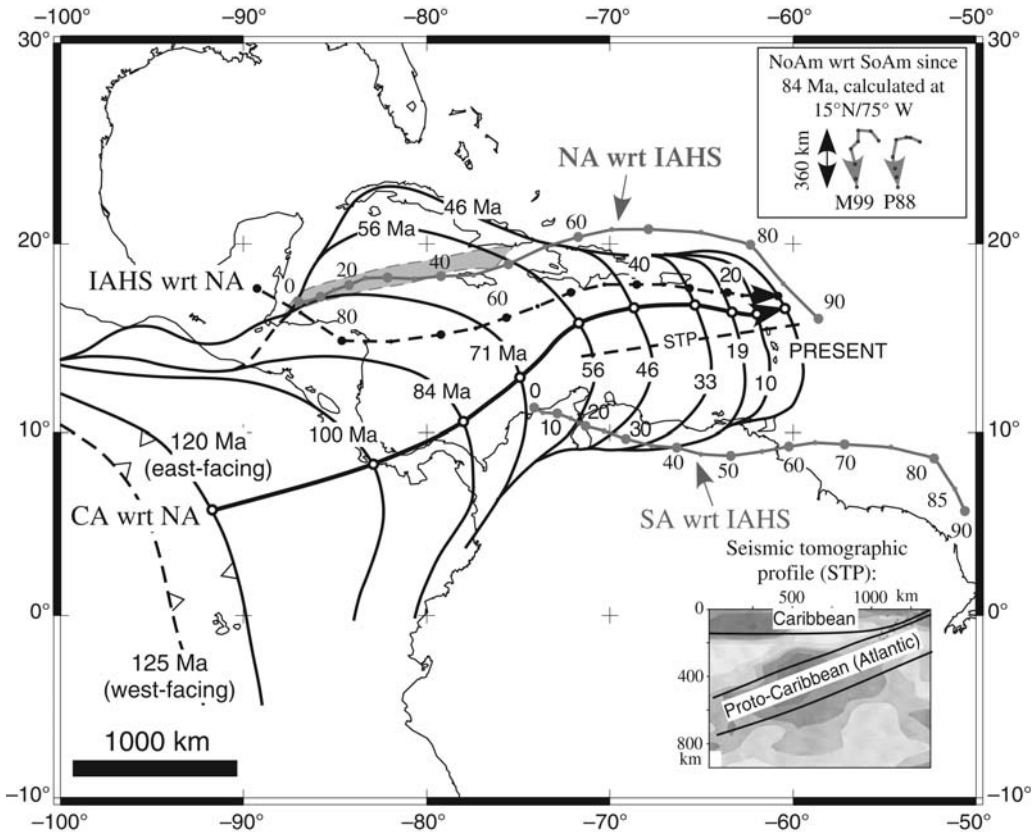 −100° −90° −80° −70° −60° −50°
30° 30°
NoAm wrt SoAm since
84 Ma, calculated at
15°N/75° W
360 km
M99 P88
NA wrt IAHS
46 Ma
56 Ma
60
80
20° 20°
IAHS wrt NA
0
20
40
40
20
90
80
60
STP
PRESENT
71 Ma
56
46
33
19
10
84 Ma
0
10
20
30
40
50
60
70
80
85
90
100 Ma
10° 10°
120 Ma
(east-facing)
CA wrt NA
SA wrt IAHS
Seismic tomographic
profile (STP):
500 1000 km
0
Caribbean
Proto-Caribbean (Atlantic)
400
800
km
0° 0°
125 Ma
(west-facing)
1000 km
−10° −10°
−100° −90° −80° −70° −60° −50°